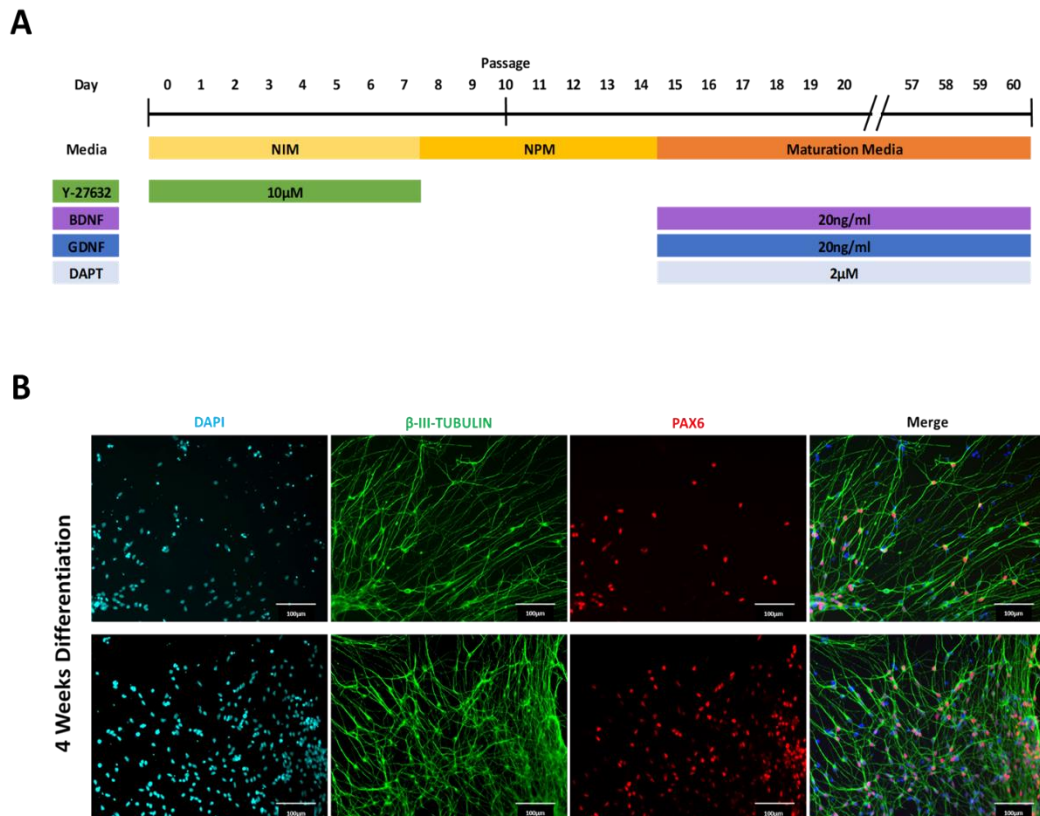 A
Passage
Day 0 1 2 3 4 5 6 7 8 9 10 11 12 13 14 15 16 17 18 19 20 57 58 59 60
Media NIM NPM Maturation Media
Y-27632 10µM
BDNF 20ng/ml
GDNF 20ng/ml
DAPT 2µM
B
DAPI β-III-TUBULIN PAX6 Merge
4 Weeks Differentiation
100µm 100µm 100µm 100µm
100µm 100µm 100µm 100µm